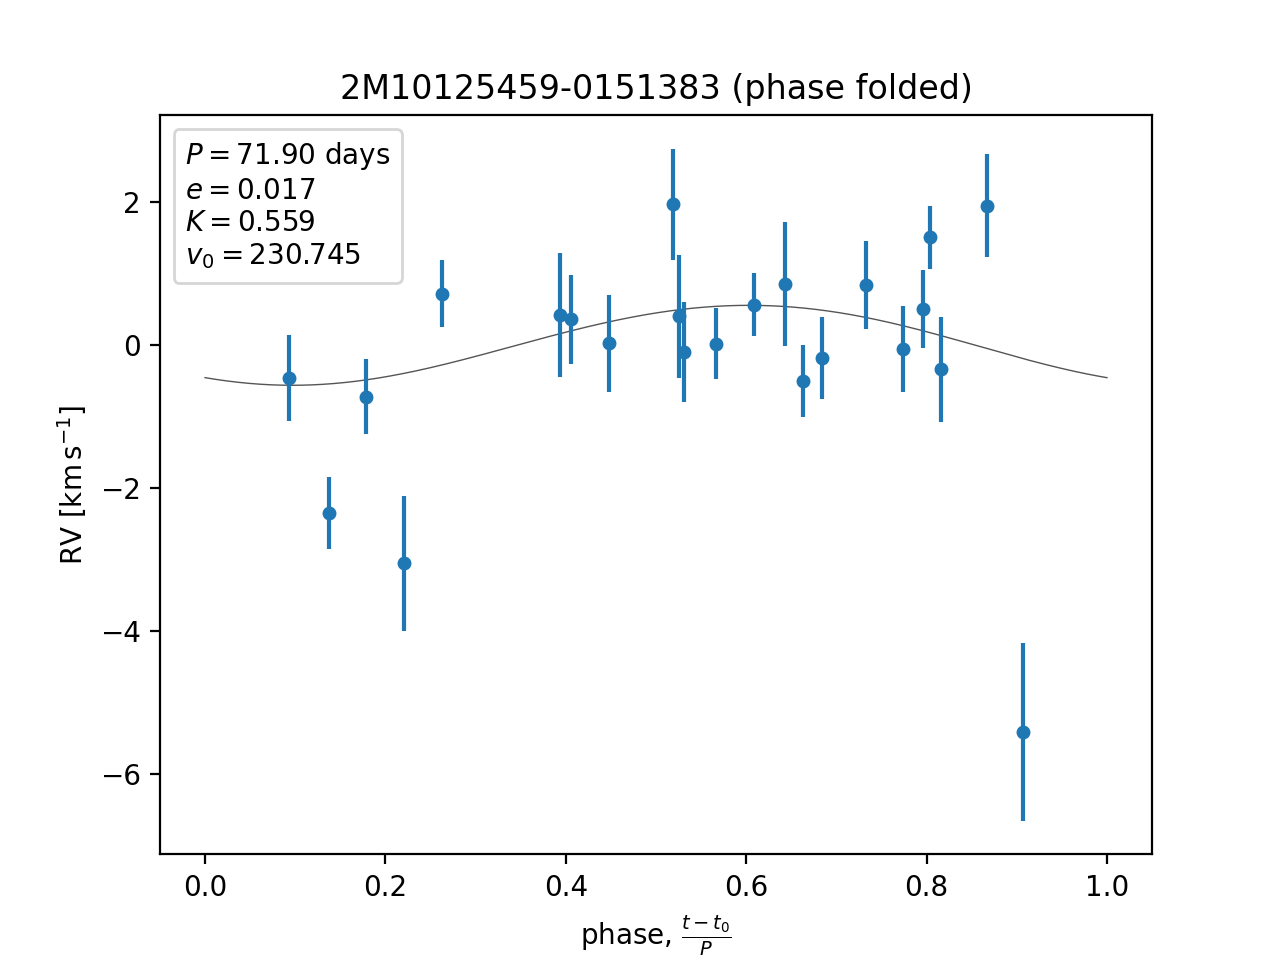 2M10125459-0151383 (phase folded)
P = 71.90 days
e = 0.017
K = 0.559
v₀ = 230.745
RV [km s⁻¹]
2
0
−2
−4
−6
0.0 0.2 0.4 0.6 0.8 1.0
phase, (t − t₀)/P